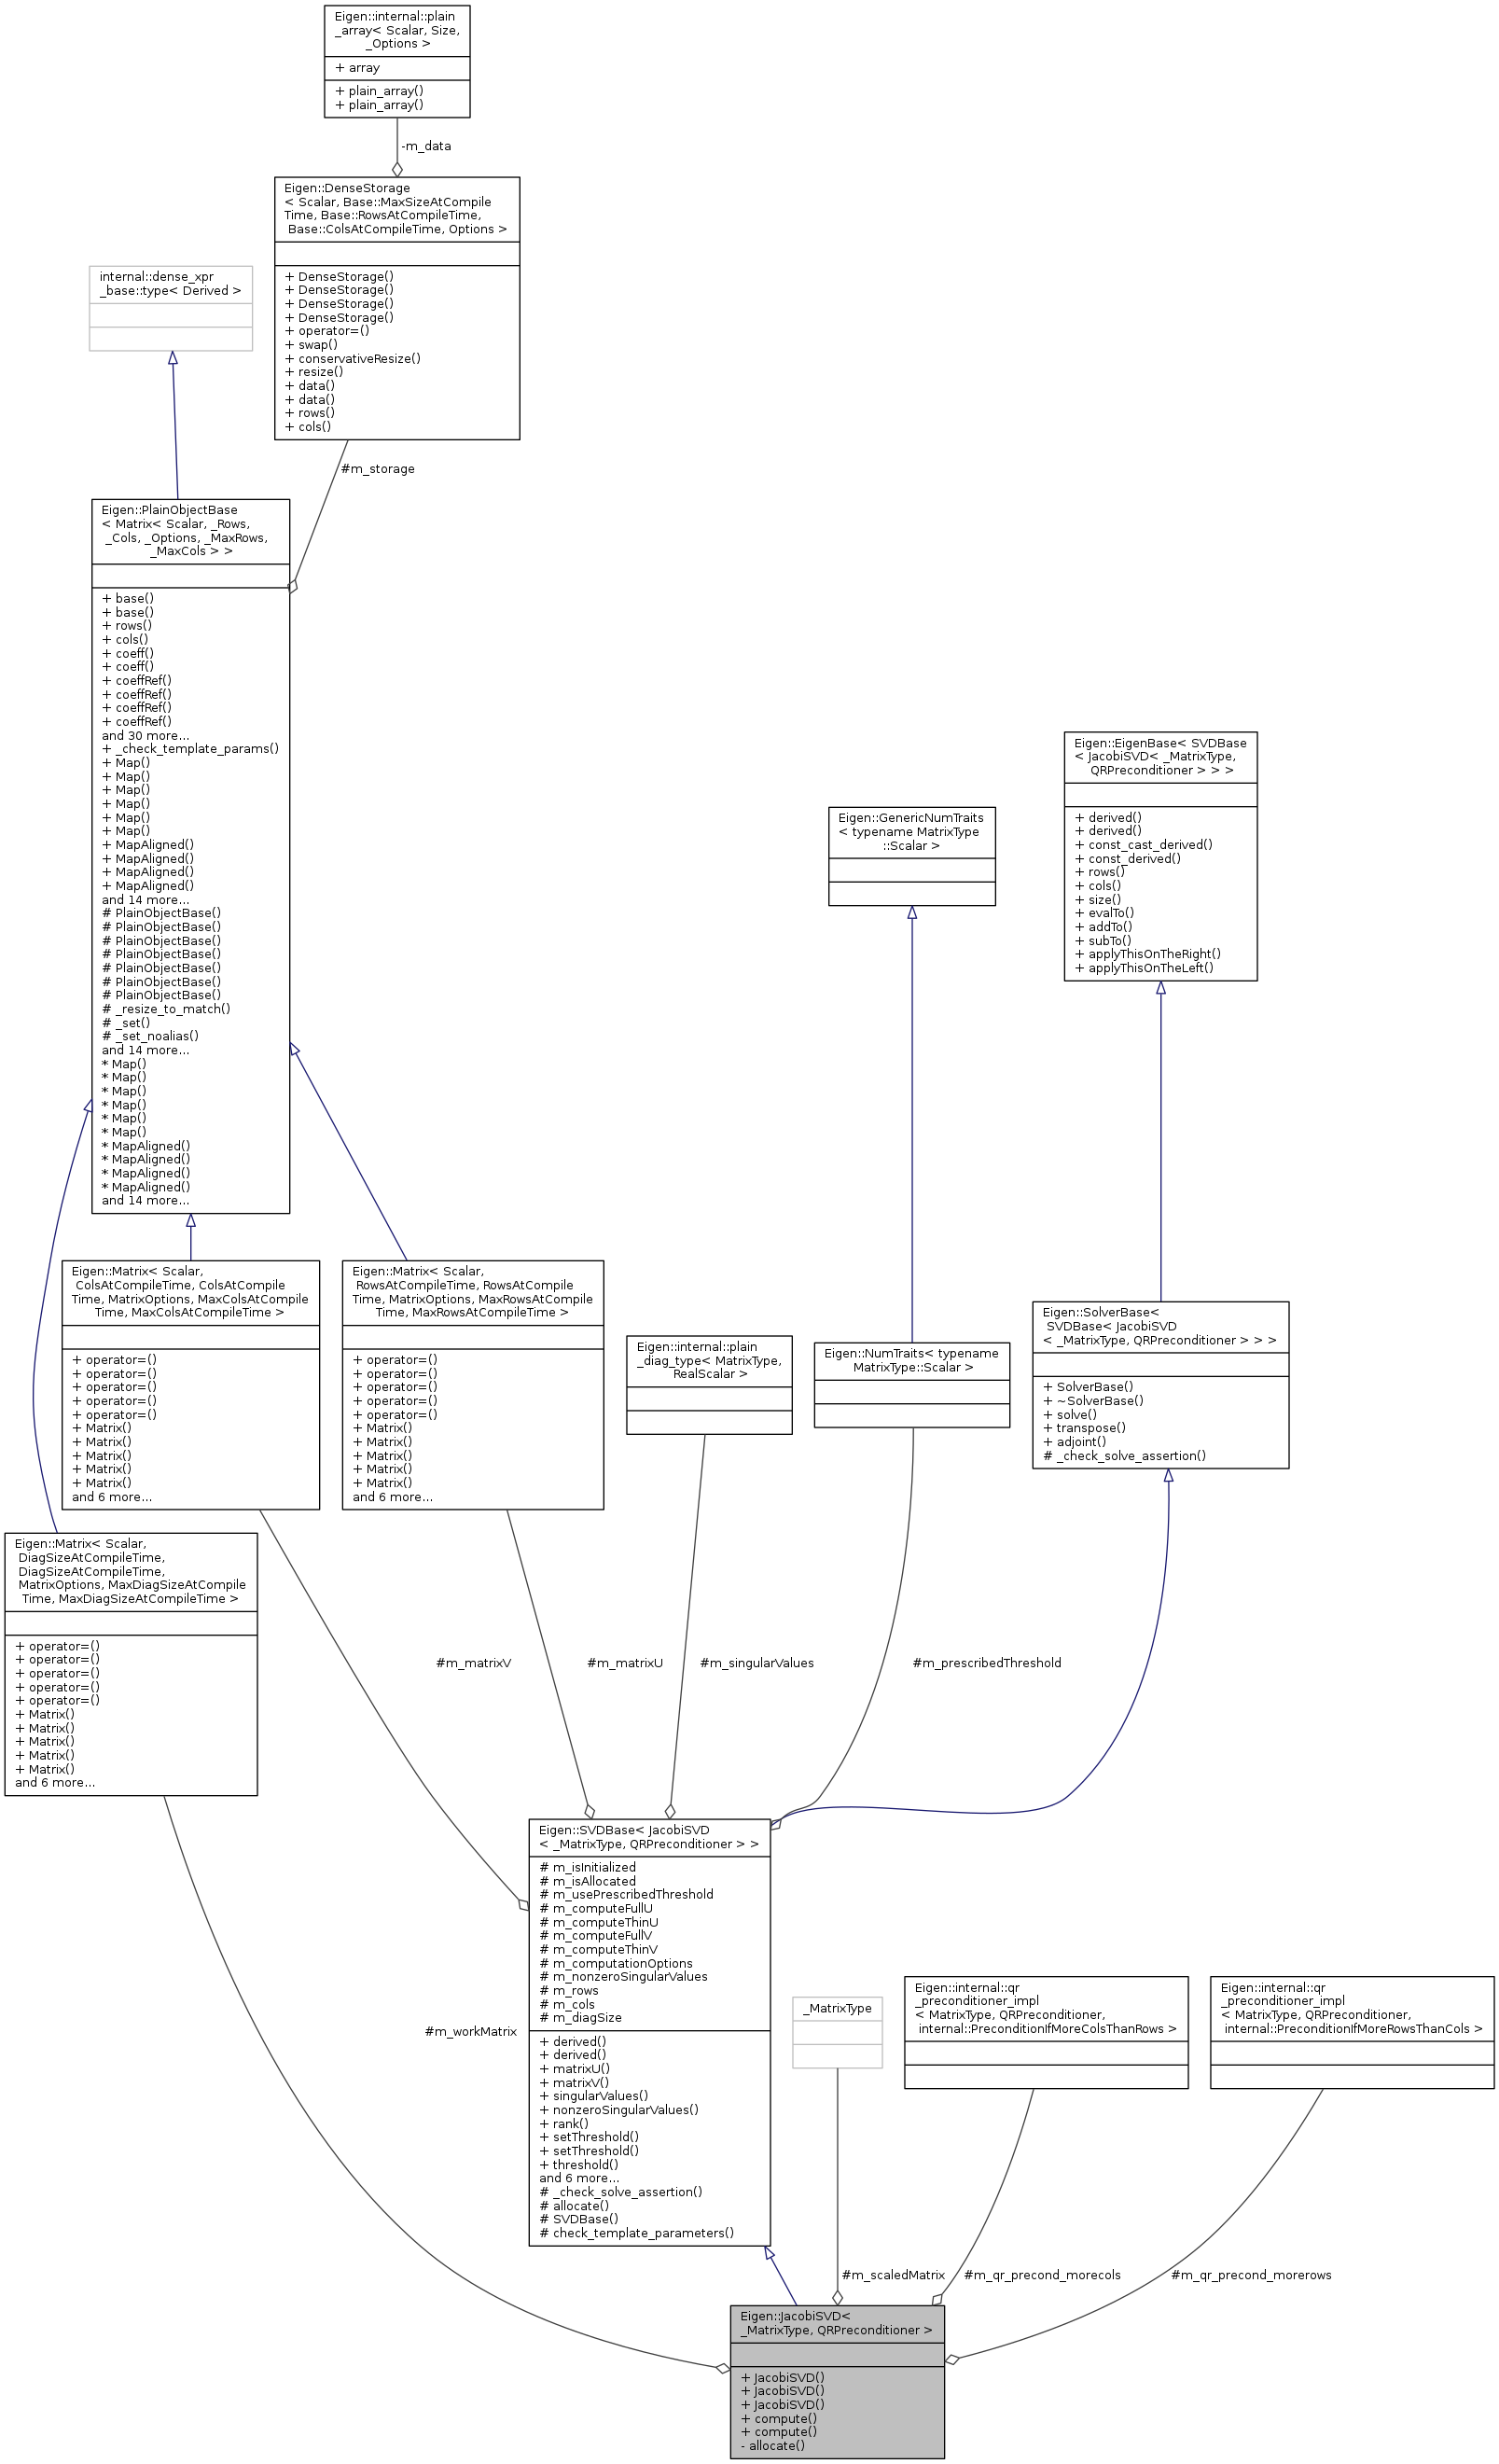 Eigen::internal::plain
_array< Scalar, Size,
_Options >
+ array
+ plain_array()
+ plain_array()
-m_data
Eigen::DenseStorage
< Scalar, Base::MaxSizeAtCompile
Time, Base::RowsAtCompileTime,
Base::ColsAtCompileTime, Options >
+ DenseStorage()
+ DenseStorage()
+ DenseStorage()
+ DenseStorage()
+ operator=()
+ swap()
+ conservativeResize()
+ resize()
+ data()
+ data()
+ rows()
+ cols()
internal::dense_xpr
_base::type< Derived >
#m_storage
Eigen::PlainObjectBase
< Matrix< Scalar, _Rows,
_Cols, _Options, _MaxRows,
_MaxCols > >
+ base()
+ base()
+ rows()
+ cols()
+ coeff()
+ coeff()
+ coeffRef()
+ coeffRef()
+ coeffRef()
+ coeffRef()
and 30 more...
+ _check_template_params()
+ Map()
+ Map()
+ Map()
+ Map()
+ Map()
+ Map()
+ MapAligned()
+ MapAligned()
+ MapAligned()
+ MapAligned()
and 14 more...
# PlainObjectBase()
# PlainObjectBase()
# PlainObjectBase()
# PlainObjectBase()
# PlainObjectBase()
# PlainObjectBase()
# PlainObjectBase()
# _resize_to_match()
# _set()
# _set_noalias()
and 14 more...
* Map()
* Map()
* Map()
* Map()
* Map()
* Map()
* MapAligned()
* MapAligned()
* MapAligned()
* MapAligned()
and 14 more...
Eigen::EigenBase< SVDBase
< JacobiSVD< _MatrixType,
QRPreconditioner > > >
+ derived()
+ derived()
+ const_cast_derived()
+ const_derived()
+ rows()
+ cols()
+ size()
+ evalTo()
+ addTo()
+ subTo()
+ applyThisOnTheRight()
+ applyThisOnTheLeft()
Eigen::GenericNumTraits
< typename MatrixType
::Scalar >
Eigen::Matrix< Scalar,
ColsAtCompileTime, ColsAtCompile
Time, MatrixOptions, MaxColsAtCompile
Time, MaxColsAtCompileTime >
+ operator=()
+ operator=()
+ operator=()
+ operator=()
+ operator=()
+ Matrix()
+ Matrix()
+ Matrix()
+ Matrix()
+ Matrix()
and 6 more...
Eigen::Matrix< Scalar,
RowsAtCompileTime, RowsAtCompile
Time, MatrixOptions, MaxRowsAtCompile
Time, MaxRowsAtCompileTime >
+ operator=()
+ operator=()
+ operator=()
+ operator=()
+ operator=()
+ Matrix()
+ Matrix()
+ Matrix()
+ Matrix()
+ Matrix()
and 6 more...
Eigen::internal::plain
_diag_type< MatrixType,
RealScalar >
Eigen::NumTraits< typename
MatrixType::Scalar >
Eigen::SolverBase<
SVDBase< JacobiSVD
< _MatrixType, QRPreconditioner > > >
+ SolverBase()
+ ~SolverBase()
+ solve()
+ transpose()
+ adjoint()
# _check_solve_assertion()
Eigen::Matrix< Scalar,
DiagSizeAtCompileTime,
DiagSizeAtCompileTime,
MatrixOptions, MaxDiagSizeAtCompile
Time, MaxDiagSizeAtCompileTime >
+ operator=()
+ operator=()
+ operator=()
+ operator=()
+ operator=()
+ Matrix()
+ Matrix()
+ Matrix()
+ Matrix()
+ Matrix()
and 6 more...
#m_matrixV
#m_matrixU
#m_singularValues
#m_prescribedThreshold
Eigen::SVDBase< JacobiSVD
< _MatrixType, QRPreconditioner > >
# m_isInitialized
# m_isAllocated
# m_usePrescribedThreshold
# m_computeFullU
# m_computeThinU
# m_computeFullV
# m_computeThinV
# m_computationOptions
# m_nonzeroSingularValues
# m_rows
# m_cols
# m_diagSize
+ derived()
+ derived()
+ matrixU()
+ matrixV()
+ singularValues()
+ nonzeroSingularValues()
+ rank()
+ setThreshold()
+ setThreshold()
+ threshold()
and 6 more...
# _check_solve_assertion()
# allocate()
# SVDBase()
# check_template_parameters()
#m_workMatrix
_MatrixType
Eigen::internal::qr
_preconditioner_impl
< MatrixType, QRPreconditioner,
internal::PreconditionIfMoreColsThanRows >
Eigen::internal::qr
_preconditioner_impl
< MatrixType, QRPreconditioner,
internal::PreconditionIfMoreRowsThanCols >
#m_scaledMatrix
#m_qr_precond_morecols
#m_qr_precond_morerows
Eigen::JacobiSVD<
_MatrixType, QRPreconditioner >
+ JacobiSVD()
+ JacobiSVD()
+ JacobiSVD()
+ compute()
+ compute()
- allocate()